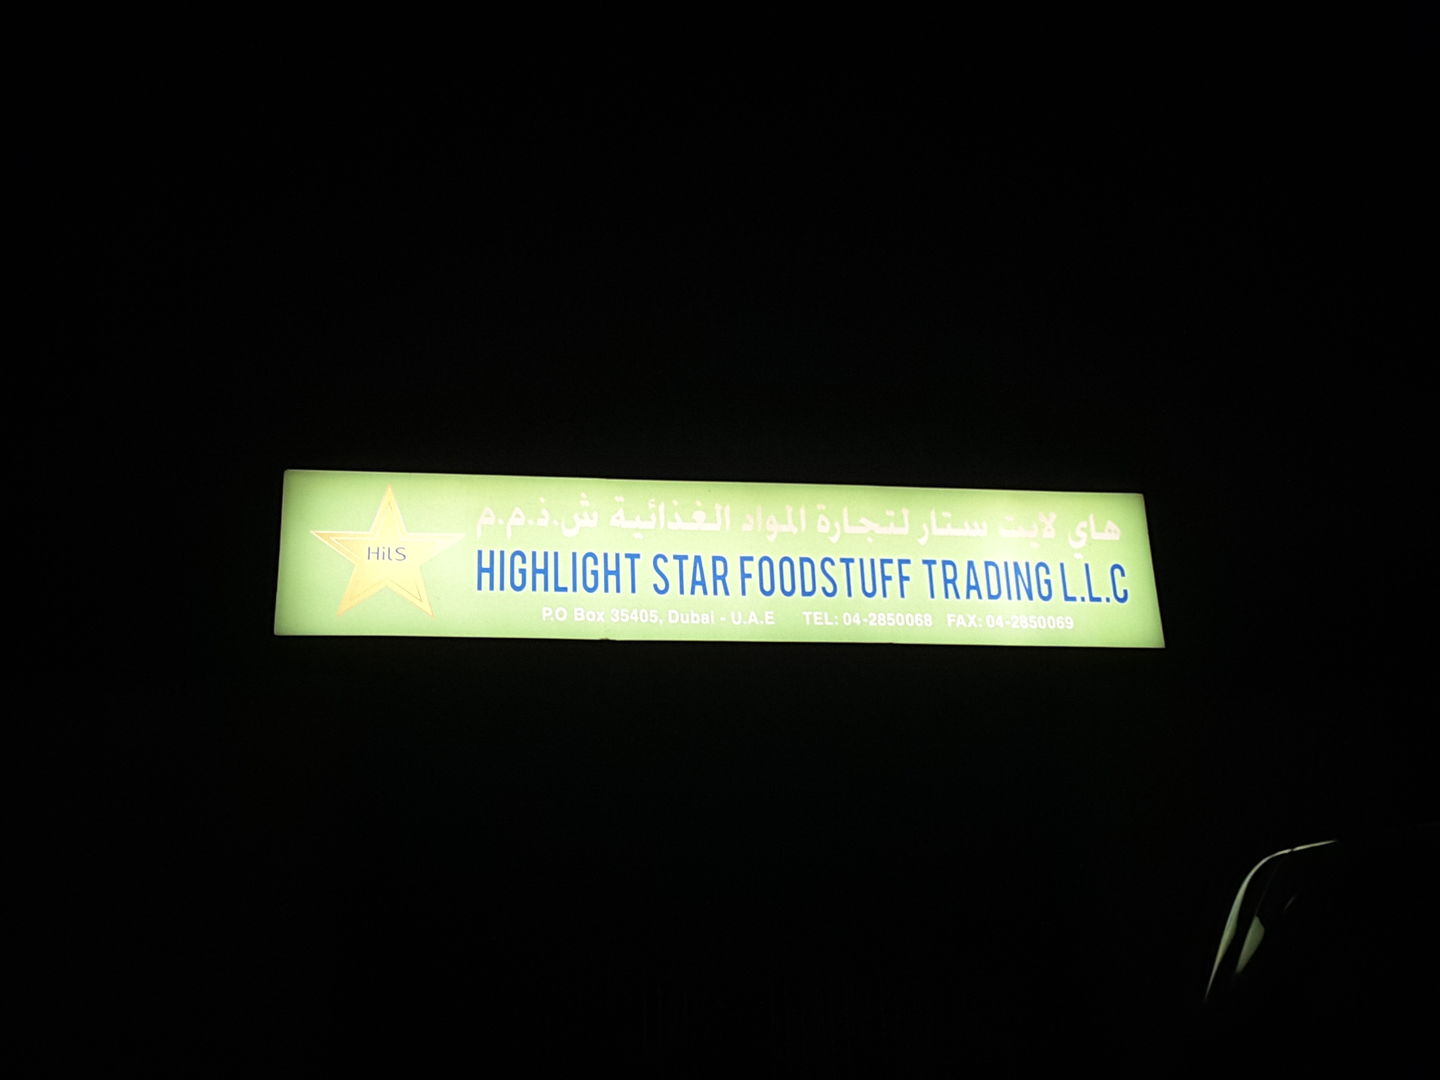 HilS
هاي لايت ستار لتجارة المواد الغذائية ش.ذ.م.م
HIGHLIGHT STAR FOODSTUFF TRADING L.L.C
P.O Box 35405, Dubai - U.A.E TEL: 04-2850068 FAX: 04-2850069